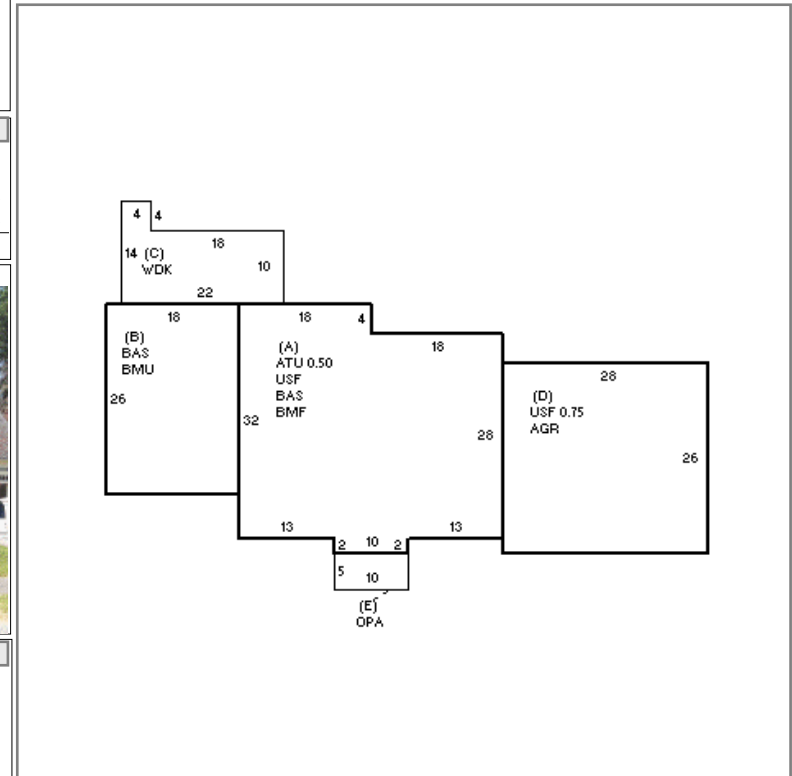 4 4
18
14 (C)
WDK
10
22
18
18 4
(B)
BAS
BMU
18
(A)
ATU 0.50
USF
BAS
BMF
28
(D)
USF 0.75
AGR
26
32
28
26
13
10
13
2 2
5
10
(E)
OPA